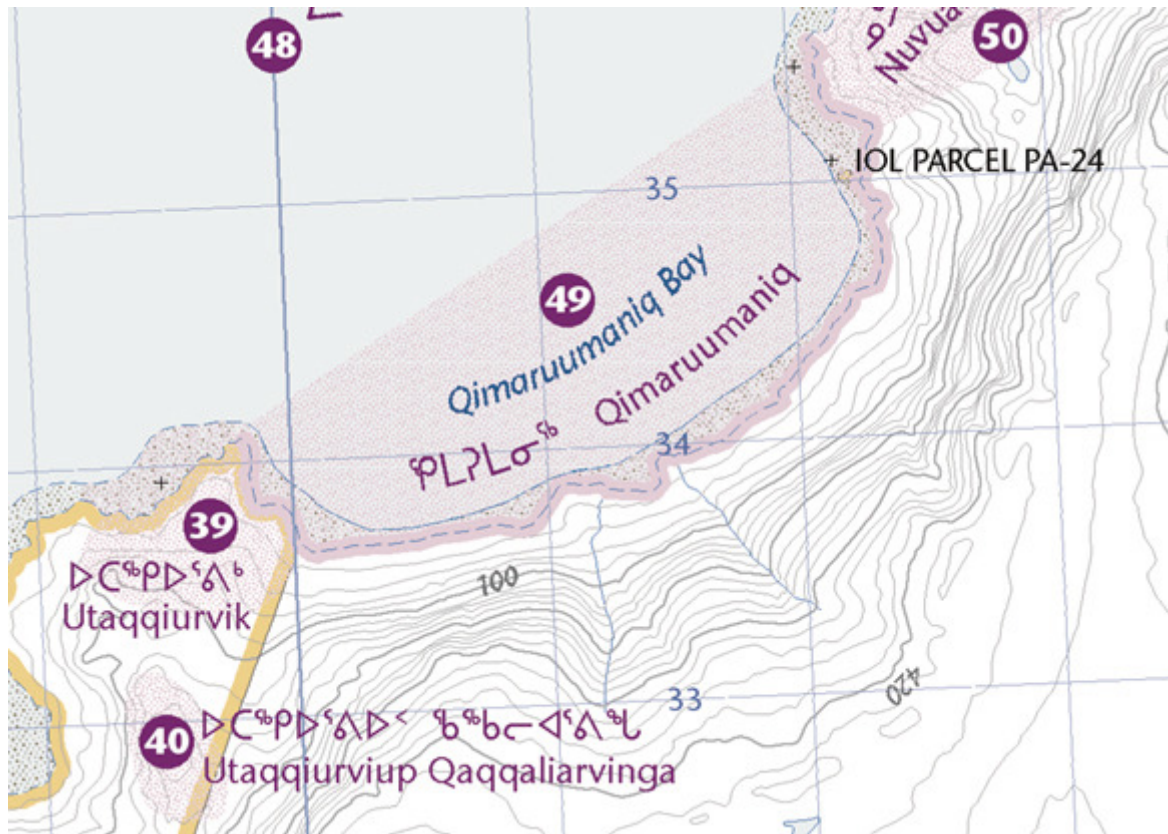 48
50
IOL PARCEL PA-24
35
49
Qimaruumaniq Bay
ᕿᒪᕈᒪᓂᖅ Qimaruumaniq
34
39
ᐅᑕᖅᑭᐅᕐᕕᒃ
Utaqqiurvik
100
33
420
40
ᐅᑕᖅᑭᐅᕐᕕᐅᑉ ᖃᖅᑲᓕᐊᕐᕕᖓ
Utaqqiurviup Qaqqaliarvinga